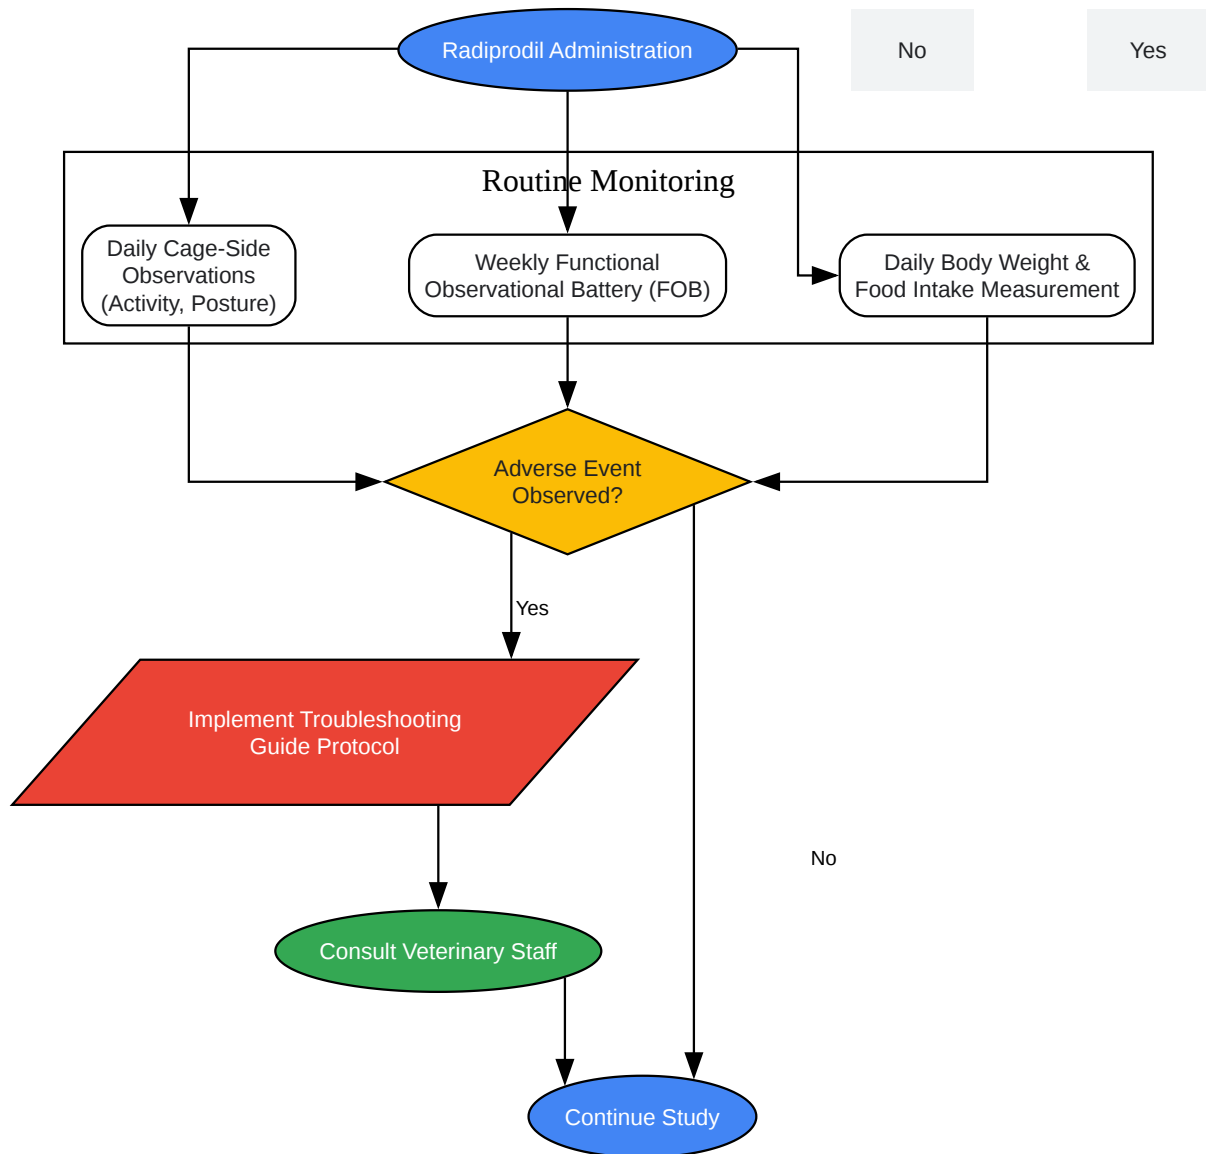 Radiprodil Administration
No
Yes
Routine Monitoring
Daily Cage-Side
Observations
(Activity, Posture)
Weekly Functional
Observational Battery (FOB)
Daily Body Weight &
Food Intake Measurement
Adverse Event
Observed?
Yes
Implement Troubleshooting
Guide Protocol
No
Consult Veterinary Staff
Continue Study